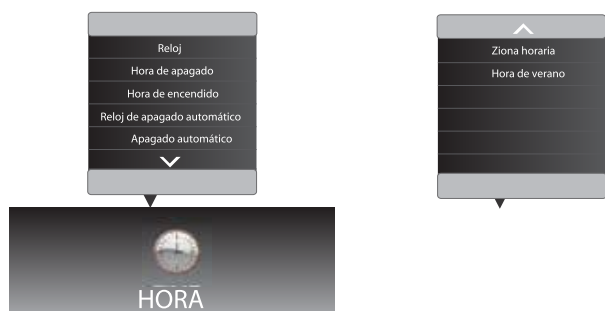 Reloj
Hora de apagado
Hora de encendido
Reloj de apagado automático
Apagado automático
HORA
Ziona horaria
Hora de verano